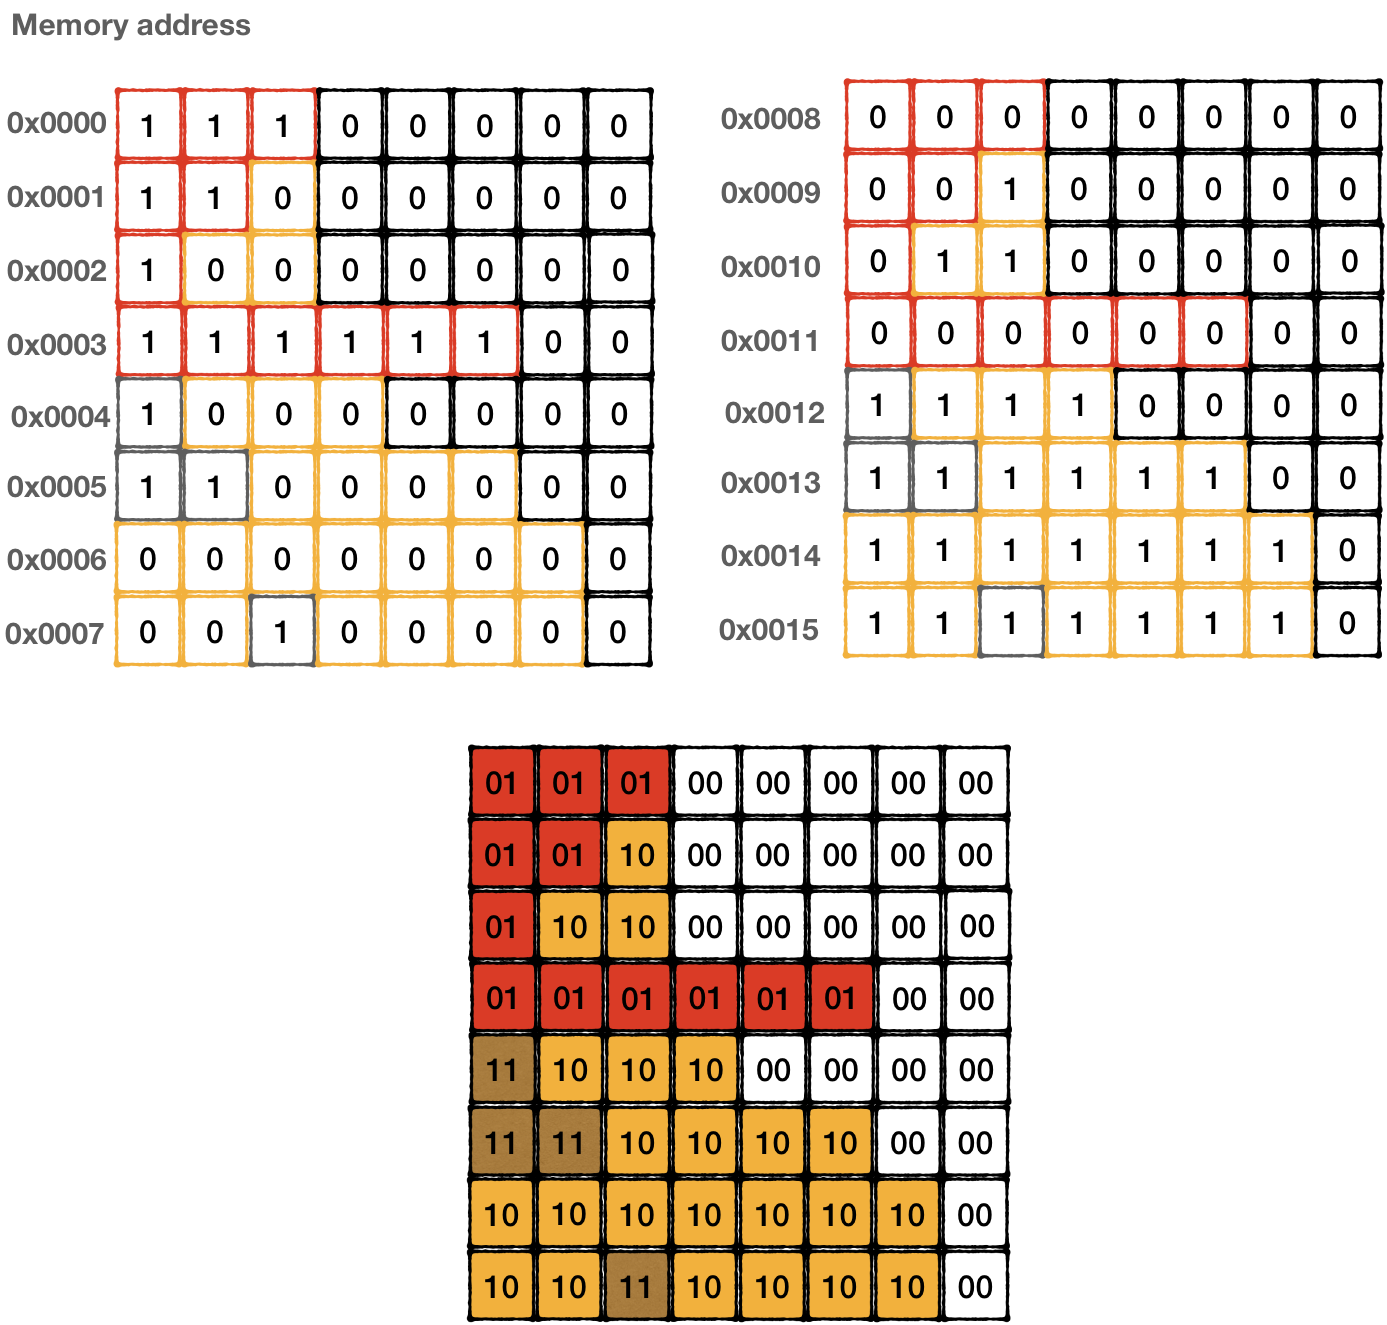 Memory address
0x0000 1 1 1 0 0 0 0 0
0x0001 1 1 0 0 0 0 0 0
0x0002 1 0 0 0 0 0 0 0
0x0003 1 1 1 1 1 1 0 0
0x0004 1 0 0 0 0 0 0 0
0x0005 1 1 0 0 0 0 0 0
0x0006 0 0 0 0 0 0 0 0
0x0007 0 0 1 0 0 0 0 0
0x0008 0 0 0 0 0 0 0 0
0x0009 0 0 1 0 0 0 0 0
0x0010 0 1 1 0 0 0 0 0
0x0011 0 0 0 0 0 0 0 0
0x0012 1 1 1 1 0 0 0 0
0x0013 1 1 1 1 1 1 0 0
0x0014 1 1 1 1 1 1 1 0
0x0015 1 1 1 1 1 1 1 0
01 01 01 00 00 00 00 00
01 01 10 00 00 00 00 00
01 10 10 00 00 00 00 00
01 01 01 01 01 01 00 00
11 10 10 10 00 00 00 00
11 11 10 10 10 10 00 00
10 10 10 10 10 10 10 00
10 10 11 10 10 10 10 00